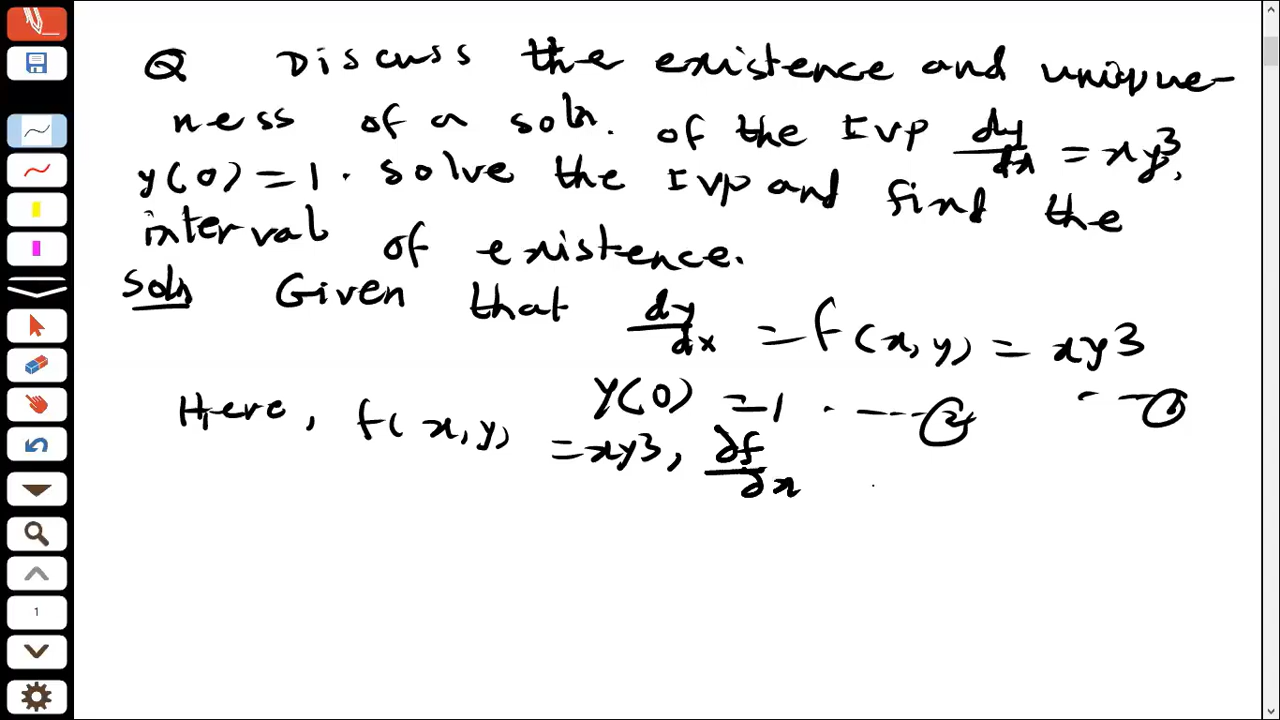 Q Discuss the existence and unique-
ness of a soln. of the IVP dy/dx = xy³,
y(0) = 1. solve the IVP and find the
interval of existence.
Soln Given that dy/dx = f(x,y) = xy3 ---①
y(0) = 1. ----②
Here, f(x,y) = xy3, ∂f/∂x
1